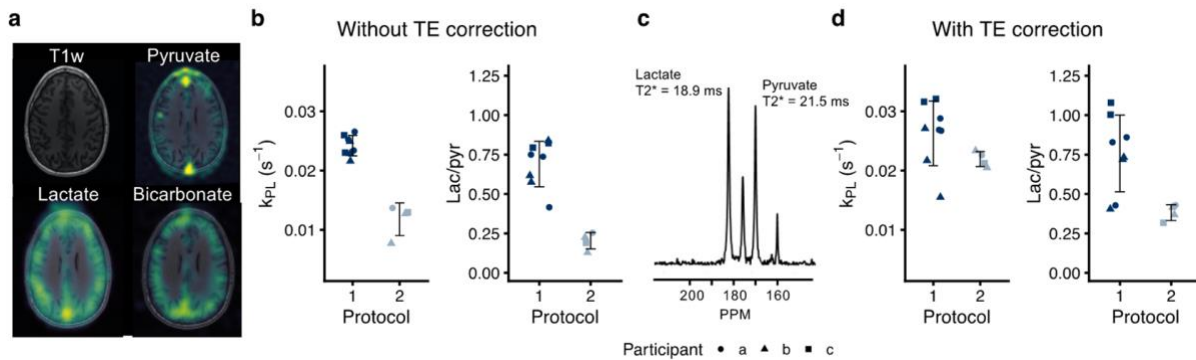 a
T1w
Pyruvate
Lactate
Bicarbonate
b
Without TE correction
k_PL (s⁻¹)
0.03
0.02
0.01
1 2
Protocol
Lac/pyr
1.25
1.00
0.75
0.50
0.25
0.00
1 2
Protocol
c
Lactate
T2* = 18.9 ms
Pyruvate
T2* = 21.5 ms
200 180 160
PPM
d
With TE correction
k_PL (s⁻¹)
0.03
0.02
0.01
1 2
Protocol
Lac/pyr
1.25
1.00
0.75
0.50
0.25
0.00
1 2
Protocol
Participant a b c